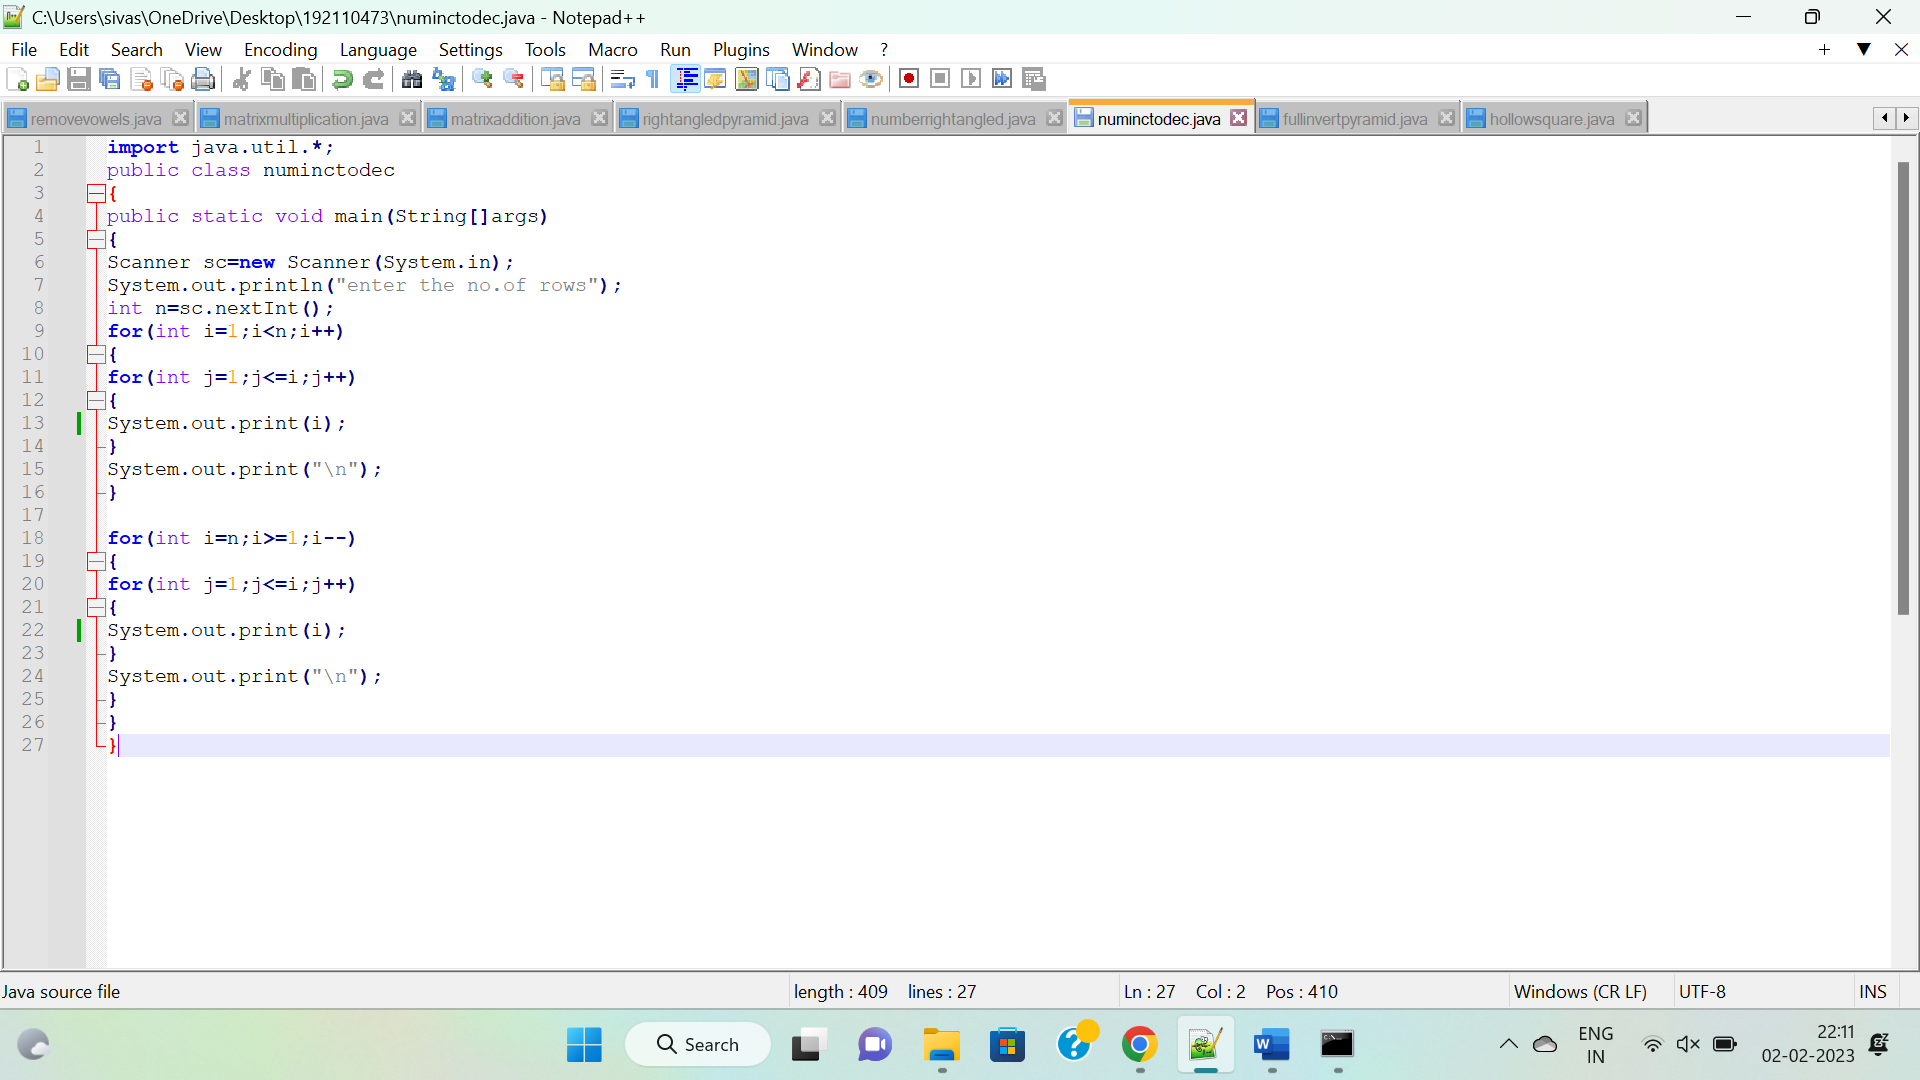 C:\Users\sivas\OneDrive\Desktop\192110473\numinctodec.java - Notepad++
File Edit Search View Encoding Language Settings Tools Macro Run Plugins Window ?
removevowels.java matrixmultiplication.java matrixaddition.java rightangledpyramid.java numberrightangled.java numinctodec.java fullinvertpyramid.java hollowsquare.java
1 import java.util.*;
2 public class numinctodec
3 {
4 public static void main(String[]args)
5 {
6 Scanner sc=new Scanner(System.in);
7 System.out.println("enter the no.of rows");
8 int n=sc.nextInt();
9 for(int i=1;i<n;i++)
10 {
11 for(int j=1;j<=i;j++)
12 {
13 System.out.print(i);
14 }
15 System.out.print("\n");
16 }
17
18 for(int i=n;i>=1;i--)
19 {
20 for(int j=1;j<=i;j++)
21 {
22 System.out.print(i);
23 }
24 System.out.print("\n");
25 }
26 }
27 }
Java source file length : 409 lines : 27 Ln : 27 Col : 2 Pos : 410 Windows (CR LF) UTF-8 INS
Search
ENG
IN
22:11
02-02-2023